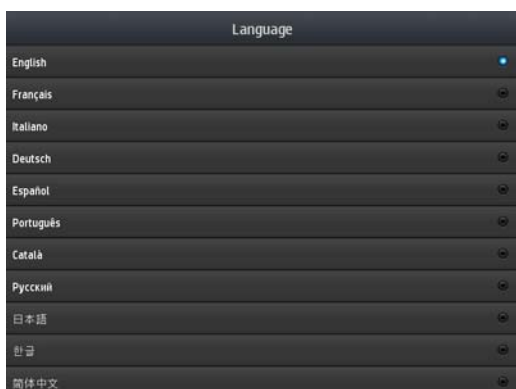 Language
English
Français
Italiano
Deutsch
Español
Português
Català
Русский
日本語
한글
简体中文